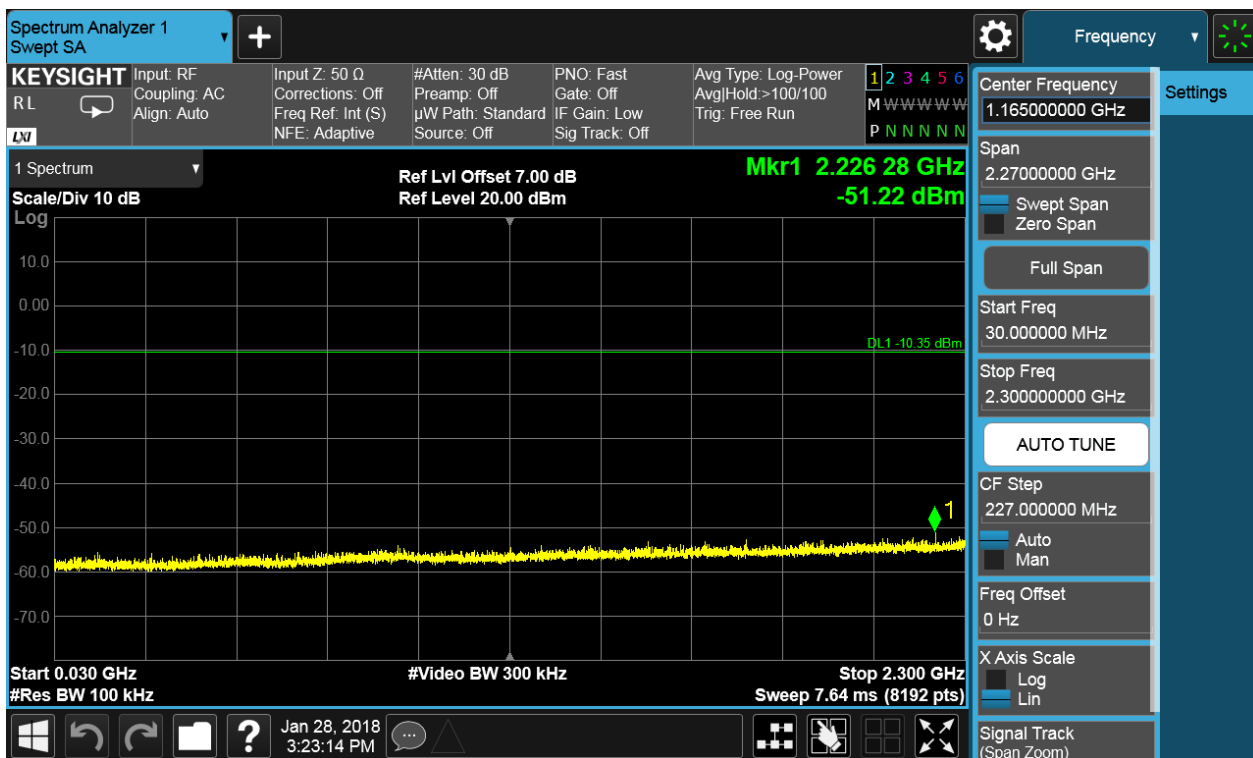 Spectrum Analyzer 1
Swept SA
Frequency
KEYSIGHT
R L
LXI
Input: RF
Coupling: AC
Align: Auto
Input Z: 50 Ω
Corrections: Off
Freq Ref: Int (S)
NFE: Adaptive
#Atten: 30 dB
Preamp: Off
µW Path: Standard
Source: Off
PNO: Fast
Gate: Off
IF Gain: Low
Sig Track: Off
Avg Type: Log-Power
Avg|Hold:>100/100
Trig: Free Run
1 2 3 4 5 6
M W W W W W
P N N N N N
1 Spectrum
Scale/Div 10 dB
Log
Ref Lvl Offset 7.00 dB
Ref Level 20.00 dBm
Mkr1 2.226 28 GHz
-51.22 dBm
10.0
0.00
-10.0
DL1 -10.35 dBm
-20.0
-30.0
-40.0
-50.0
1
-60.0
-70.0
Start 0.030 GHz
#Res BW 100 kHz
#Video BW 300 kHz
Stop 2.300 GHz
Sweep 7.64 ms (8192 pts)
Center Frequency
1.165000000 GHz
Settings
Span
2.27000000 GHz
Swept Span
Zero Span
Full Span
Start Freq
30.000000 MHz
Stop Freq
2.300000000 GHz
AUTO TUNE
CF Step
227.000000 MHz
Auto
Man
Freq Offset
0 Hz
X Axis Scale
Log
Lin
Signal Track
(Span Zoom)
?
Jan 28, 2018
3:23:14 PM